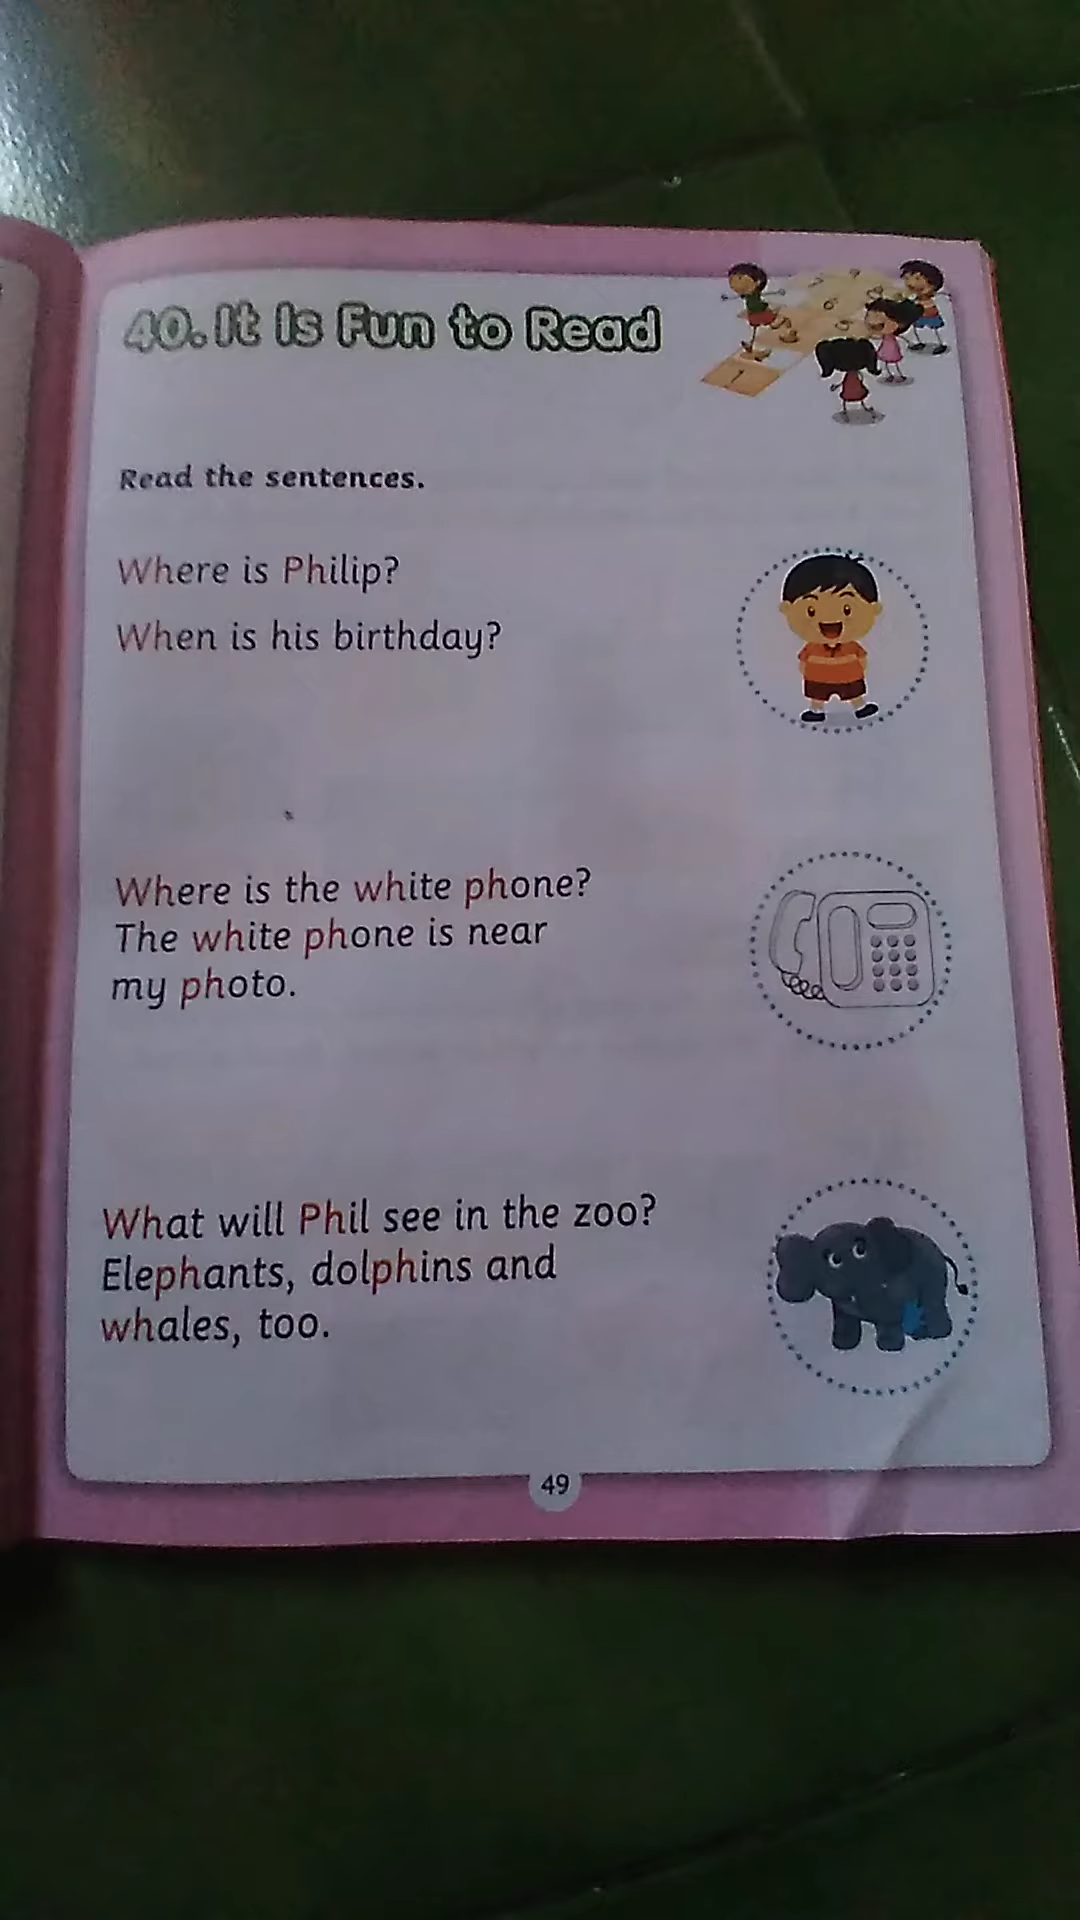 40. It Is Fun to Read
Read the sentences.
Where is Philip?
When is his birthday?
Where is the white phone?
The white phone is near
my photo.
What will Phil see in the zoo?
Elephants, dolphins and
whales, too.
49